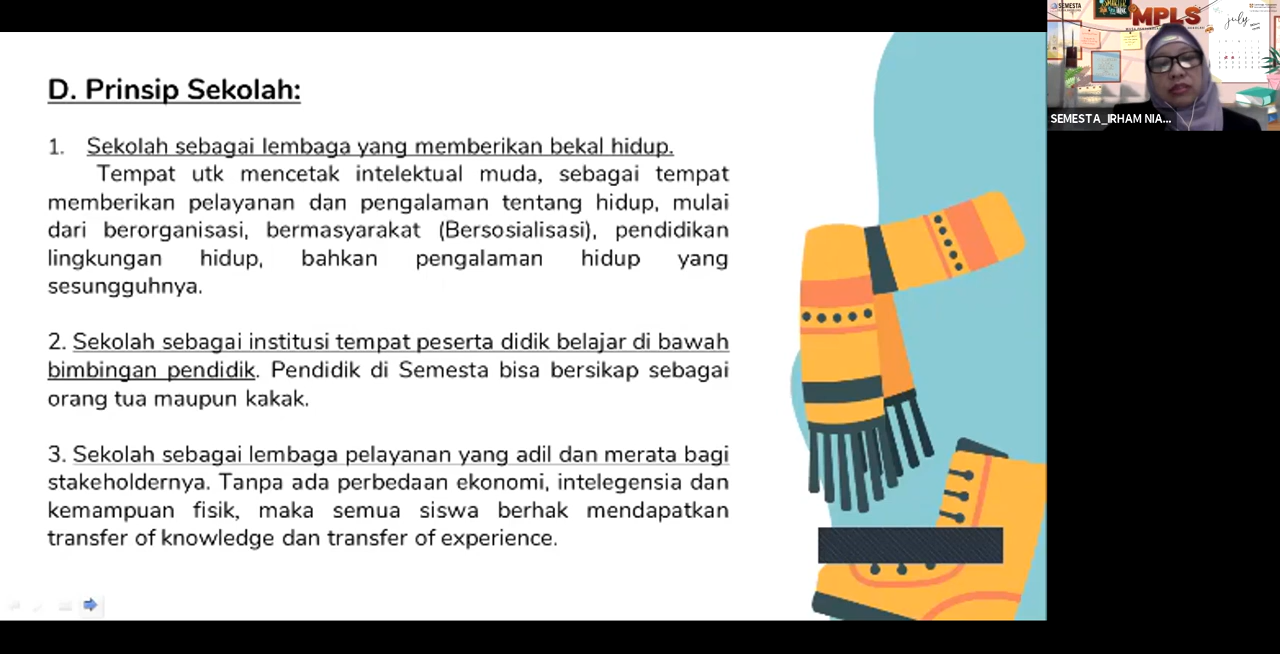 D. Prinsip Sekolah:
1. Sekolah sebagai lembaga yang memberikan bekal hidup.
Tempat utk mencetak intelektual muda, sebagai tempat
memberikan pelayanan dan pengalaman tentang hidup, mulai
dari berorganisasi, bermasyarakat (Bersosialisasi), pendidikan
lingkungan hidup, bahkan pengalaman hidup yang
sesungguhnya.
2. Sekolah sebagai institusi tempat peserta didik belajar di bawah
bimbingan pendidik. Pendidik di Semesta bisa bersikap sebagai
orang tua maupun kakak.
3. Sekolah sebagai lembaga pelayanan yang adil dan merata bagi
stakeholdernya. Tanpa ada perbedaan ekonomi, intelegensia dan
kemampuan fisik, maka semua siswa berhak mendapatkan
transfer of knowledge dan transfer of experience.
SEMESTA
MPLS
july
SEMESTA_IRHAM NIA...